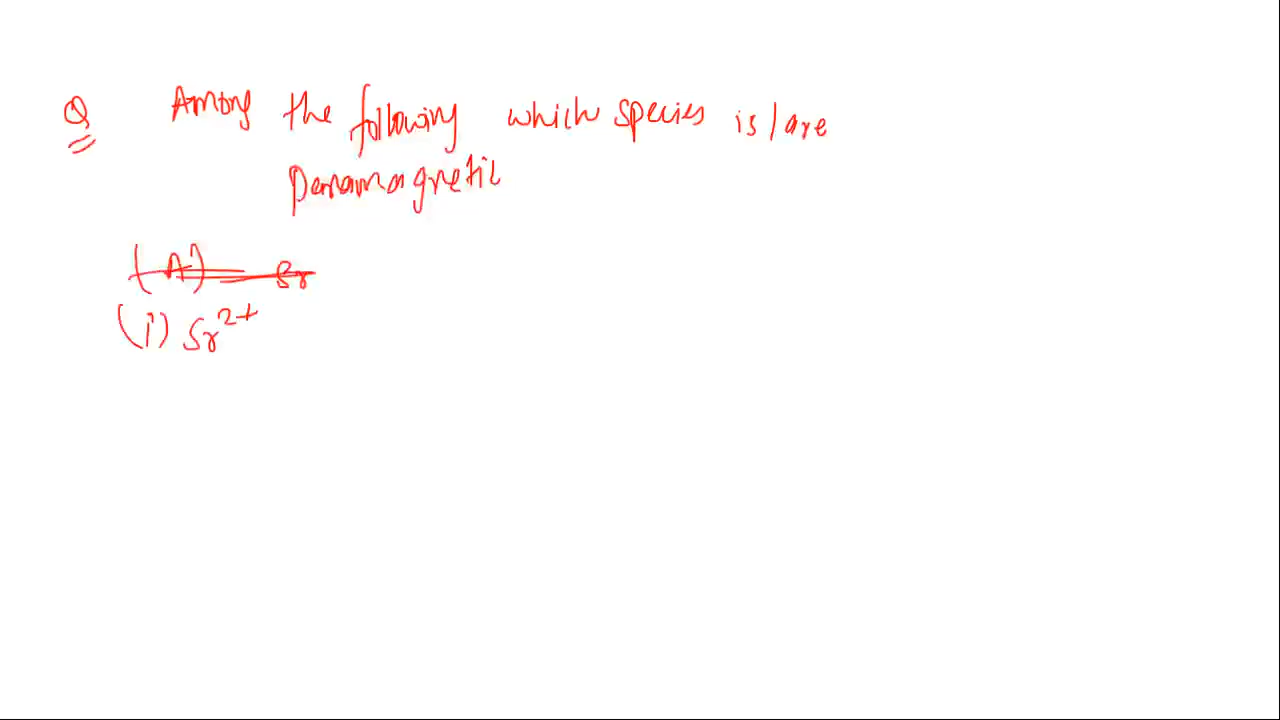 Q Among the following which species is/are
paramagnetic
(A) Sr
(i) Sr2+